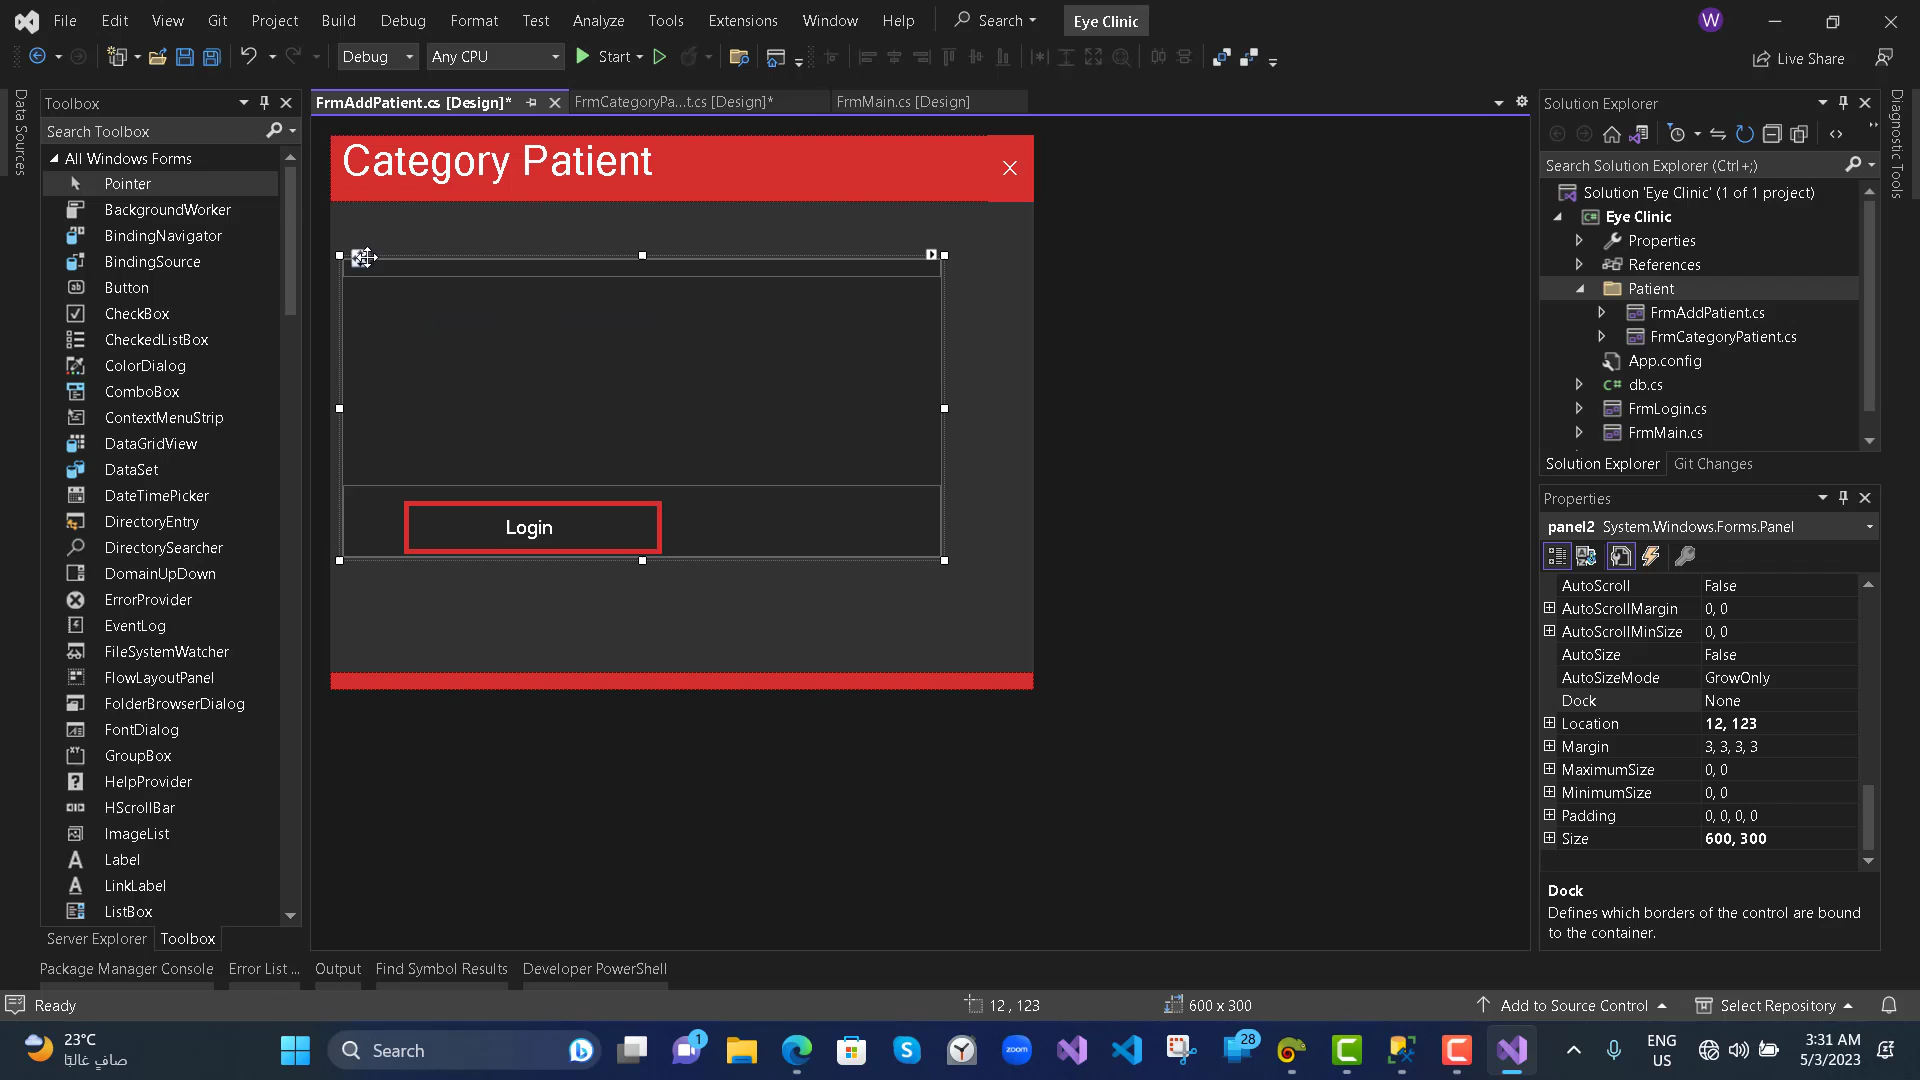 File Edit View Git Project Build Debug Format Test Analyze Tools Extensions Window Help Search Eye Clinic W
Debug Any CPU Start Live Share
Data Sources
Toolbox
Search Toolbox
All Windows Forms
Pointer
BackgroundWorker
BindingNavigator
BindingSource
Button
CheckBox
CheckedListBox
ColorDialog
ComboBox
ContextMenuStrip
DataGridView
DataSet
DateTimePicker
DirectoryEntry
DirectorySearcher
DomainUpDown
ErrorProvider
EventLog
FileSystemWatcher
FlowLayoutPanel
FolderBrowserDialog
FontDialog
GroupBox
HelpProvider
HScrollBar
ImageList
Label
LinkLabel
ListBox
Server Explorer Toolbox
FrmAddPatient.cs [Design]* FrmCategoryPa...t.cs [Design]* FrmMain.cs [Design]
Category Patient
Login
Solution Explorer
Search Solution Explorer (Ctrl+;)
Solution 'Eye Clinic' (1 of 1 project)
Eye Clinic
Properties
References
Patient
FrmAddPatient.cs
FrmCategoryPatient.cs
App.config
C# db.cs
FrmLogin.cs
FrmMain.cs
Solution Explorer Git Changes
Diagnostic Tools
Properties
panel2 System.Windows.Forms.Panel
AutoScroll False
AutoScrollMargin 0, 0
AutoScrollMinSize 0, 0
AutoSize False
AutoSizeMode GrowOnly
Dock None
Location 12, 123
Margin 3, 3, 3, 3
MaximumSize 0, 0
MinimumSize 0, 0
Padding 0, 0, 0, 0
Size 600, 300
Dock
Defines which borders of the control are bound
to the container.
Package Manager Console Error List ... Output Find Symbol Results Developer PowerShell
Ready 12 , 123 600 x 300 Add to Source Control Select Repository
23°C
صافٍ غالبًا
Search
1
zoom
28
ENG
US
3:31 AM
5/3/2023